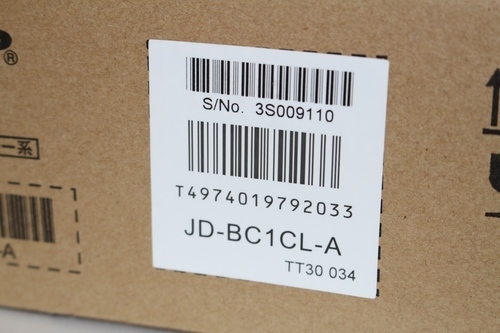 ®
S/No. 3S009110
T4974019792033
ー系
JD-BC1CL-A
-A
TT30 034